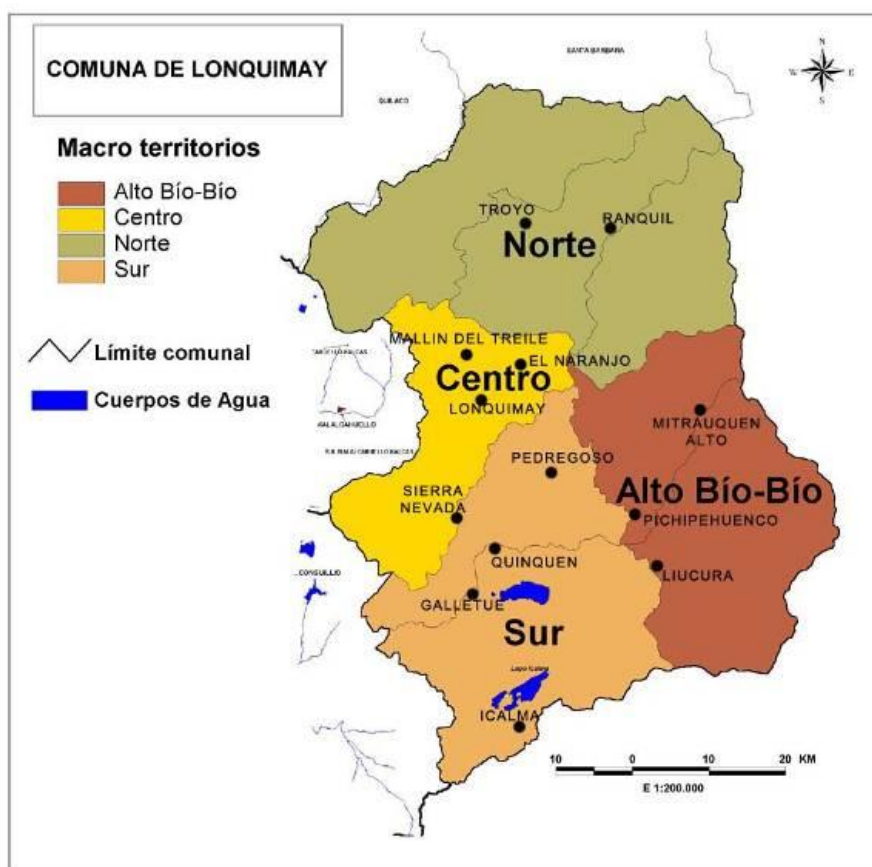 COMUNA DE LONQUIMAY
SANTA BARBARA
QUILACO
N
W E
S
Macro territorios
Alto Bío-Bío
Centro
Norte
Sur
Límite comunal
Cuerpos de Agua
TROYO
RANQUIL
Norte
MALLIN DEL TREILE
EL NARANJO
Centro
LONQUIMAY
MITRAUQUEN
ALTO
PEDREGOSO
SIERRA
NEVADA
Alto Bío-Bío
PICHIPEHUENCO
QUINQUEN
LIUCURA
GALLETUE
Sur
ICALMA
10 0 10 20 KM
E 1:200.000